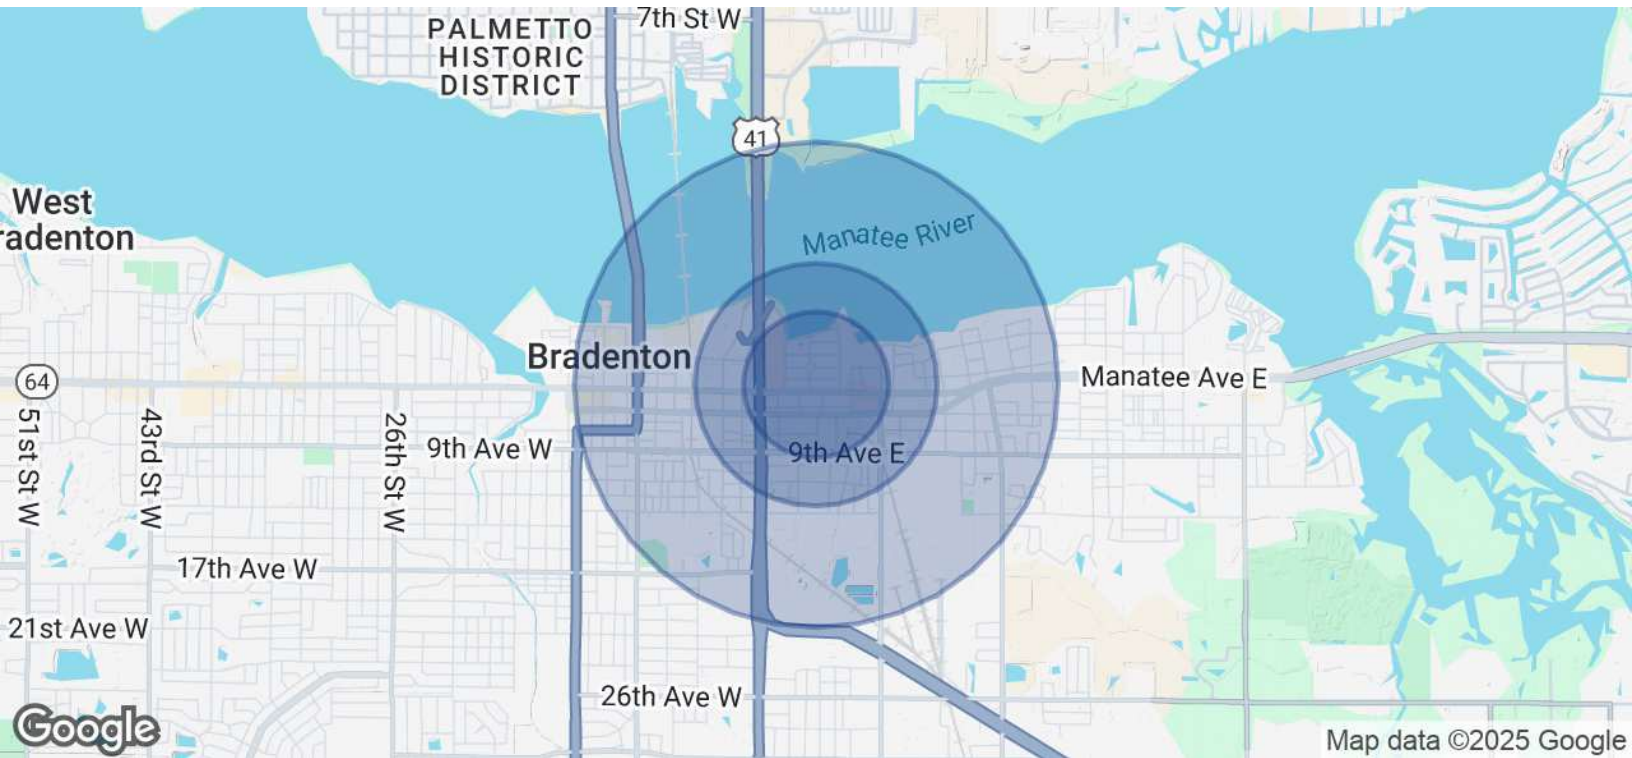 7th St W
PALMETTO
HISTORIC
DISTRICT
41
West
radenton
Manatee River
Bradenton
64
Manatee Ave E
51st St W
43rd St W
26th St W
9th Ave W
9th Ave E
17th Ave W
21st Ave W
26th Ave W
Google
Map data ©2025 Google